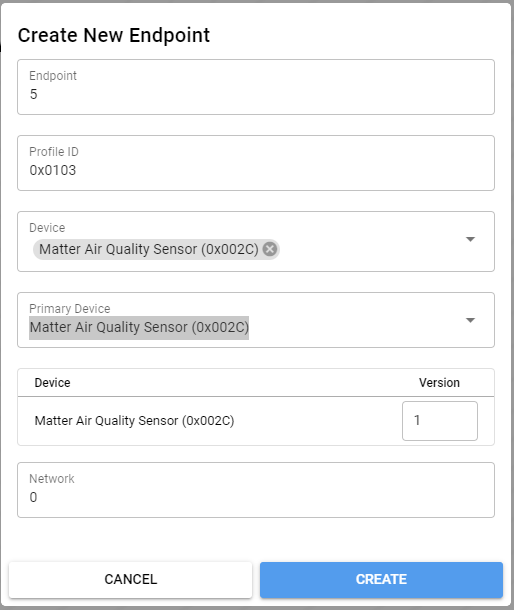 Create New Endpoint
Endpoint
5
Profile ID
0x0103
Device
Matter Air Quality Sensor (0x002C)
Primary Device
Matter Air Quality Sensor (0x002C)
Device Version
Matter Air Quality Sensor (0x002C) 1
Network
0
CANCEL CREATE